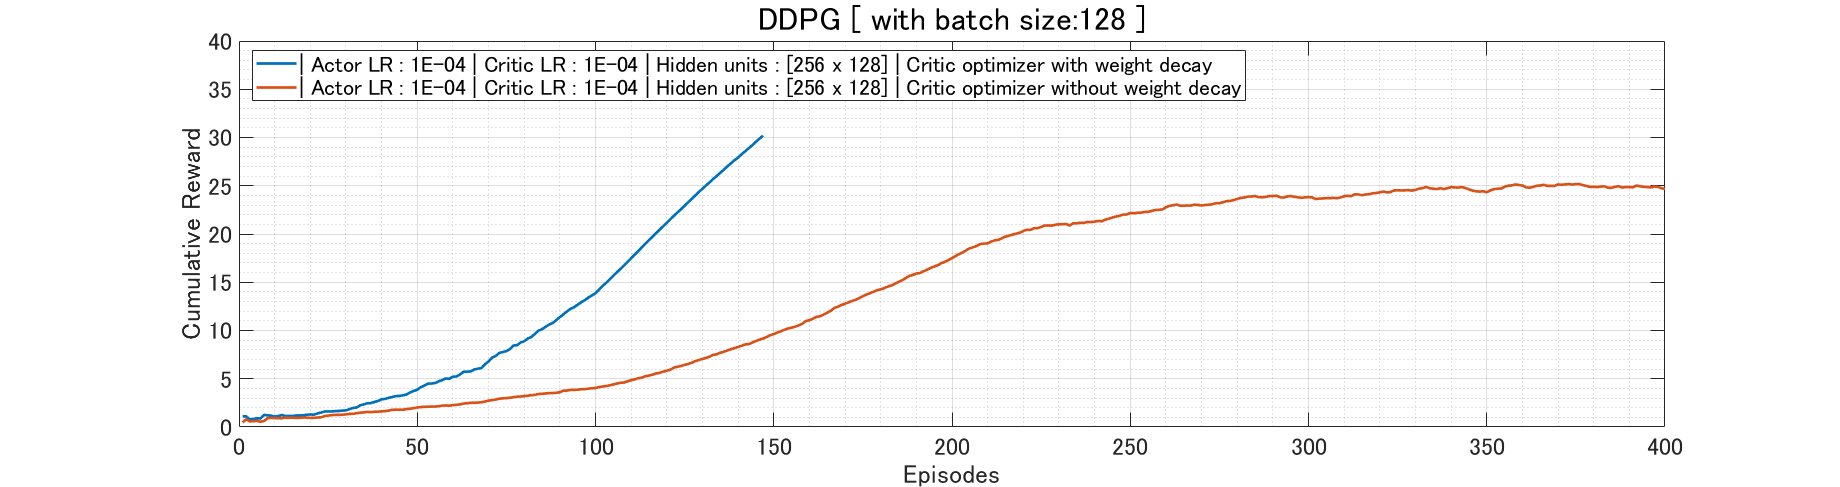 DDPG [ with batch size:128 ]
| Actor LR : 1E-04 | Critic LR : 1E-04 | Hidden units : [256 x 128] | Critic optimizer with weight decay
| Actor LR : 1E-04 | Critic LR : 1E-04 | Hidden units : [256 x 128] | Critic optimizer without weight decay
Cumulative Reward
40
35
30
25
20
15
10
5
0
0 50 100 150 200 250 300 350 400
Episodes